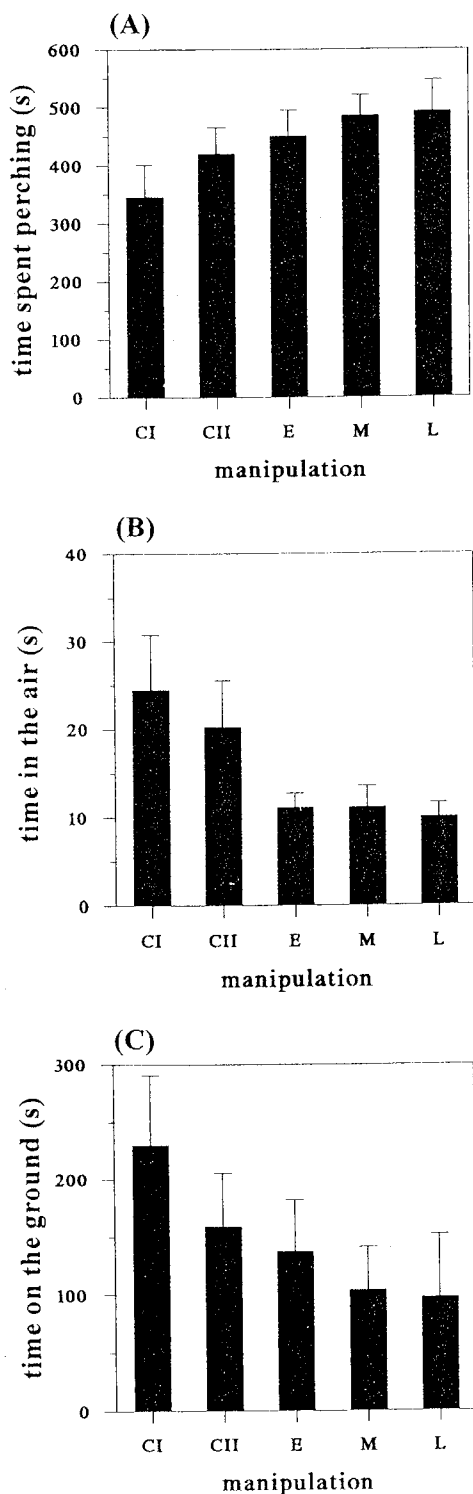 (A)
time spent perching (s)
600
500
400
300
200
100
0
CI CII E M L
manipulation
(B)
time in the air (s)
40
30
20
10
0
CI CII E M L
manipulation
(C)
time on the ground (s)
300
200
100
0
CI CII E M L
manipulation